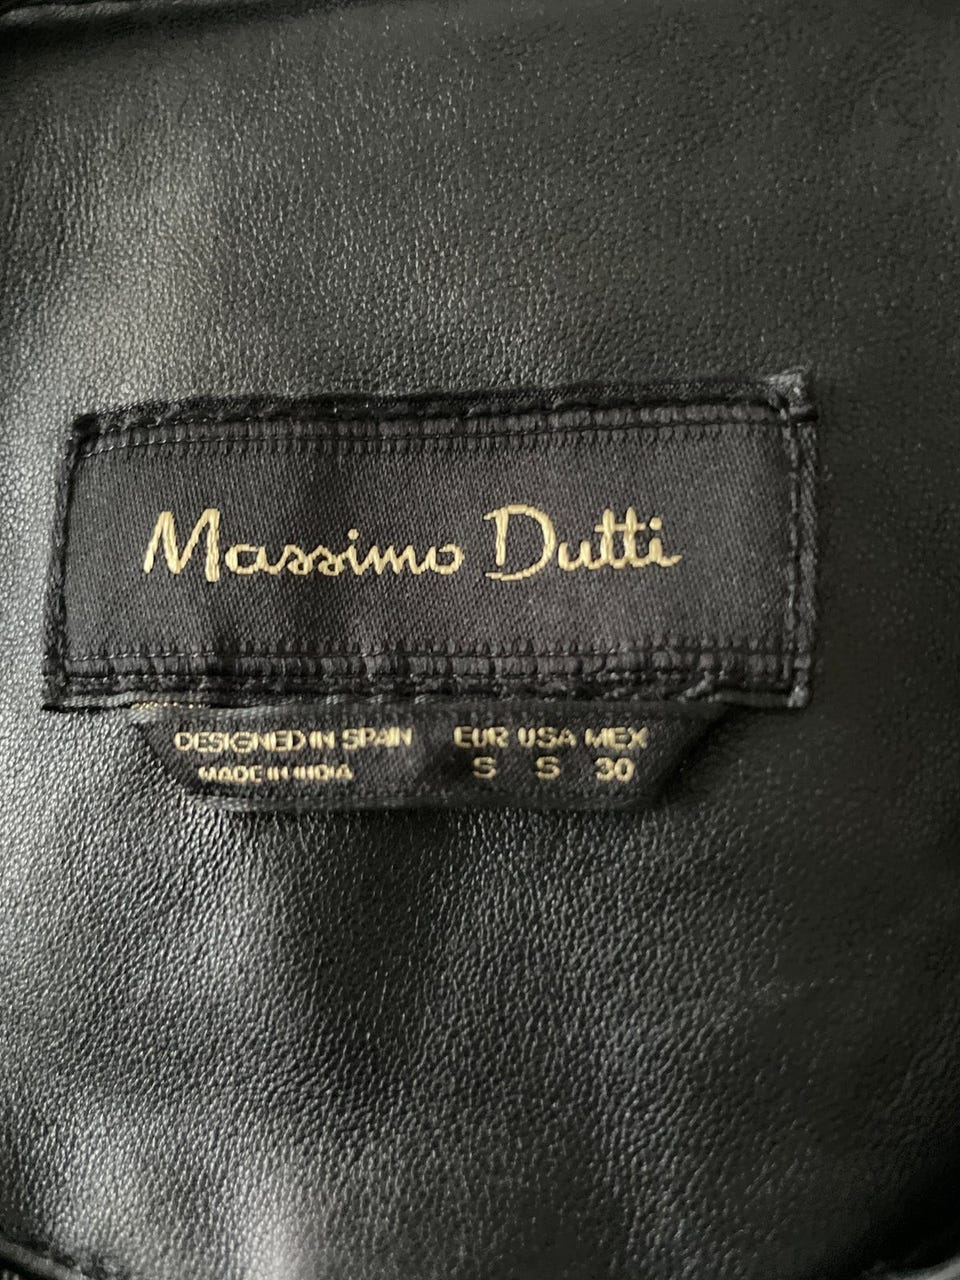 Massimo Dutti
DESIGNED IN SPAIN
MADE IN INDIA
EUR USA MEX
S S 30